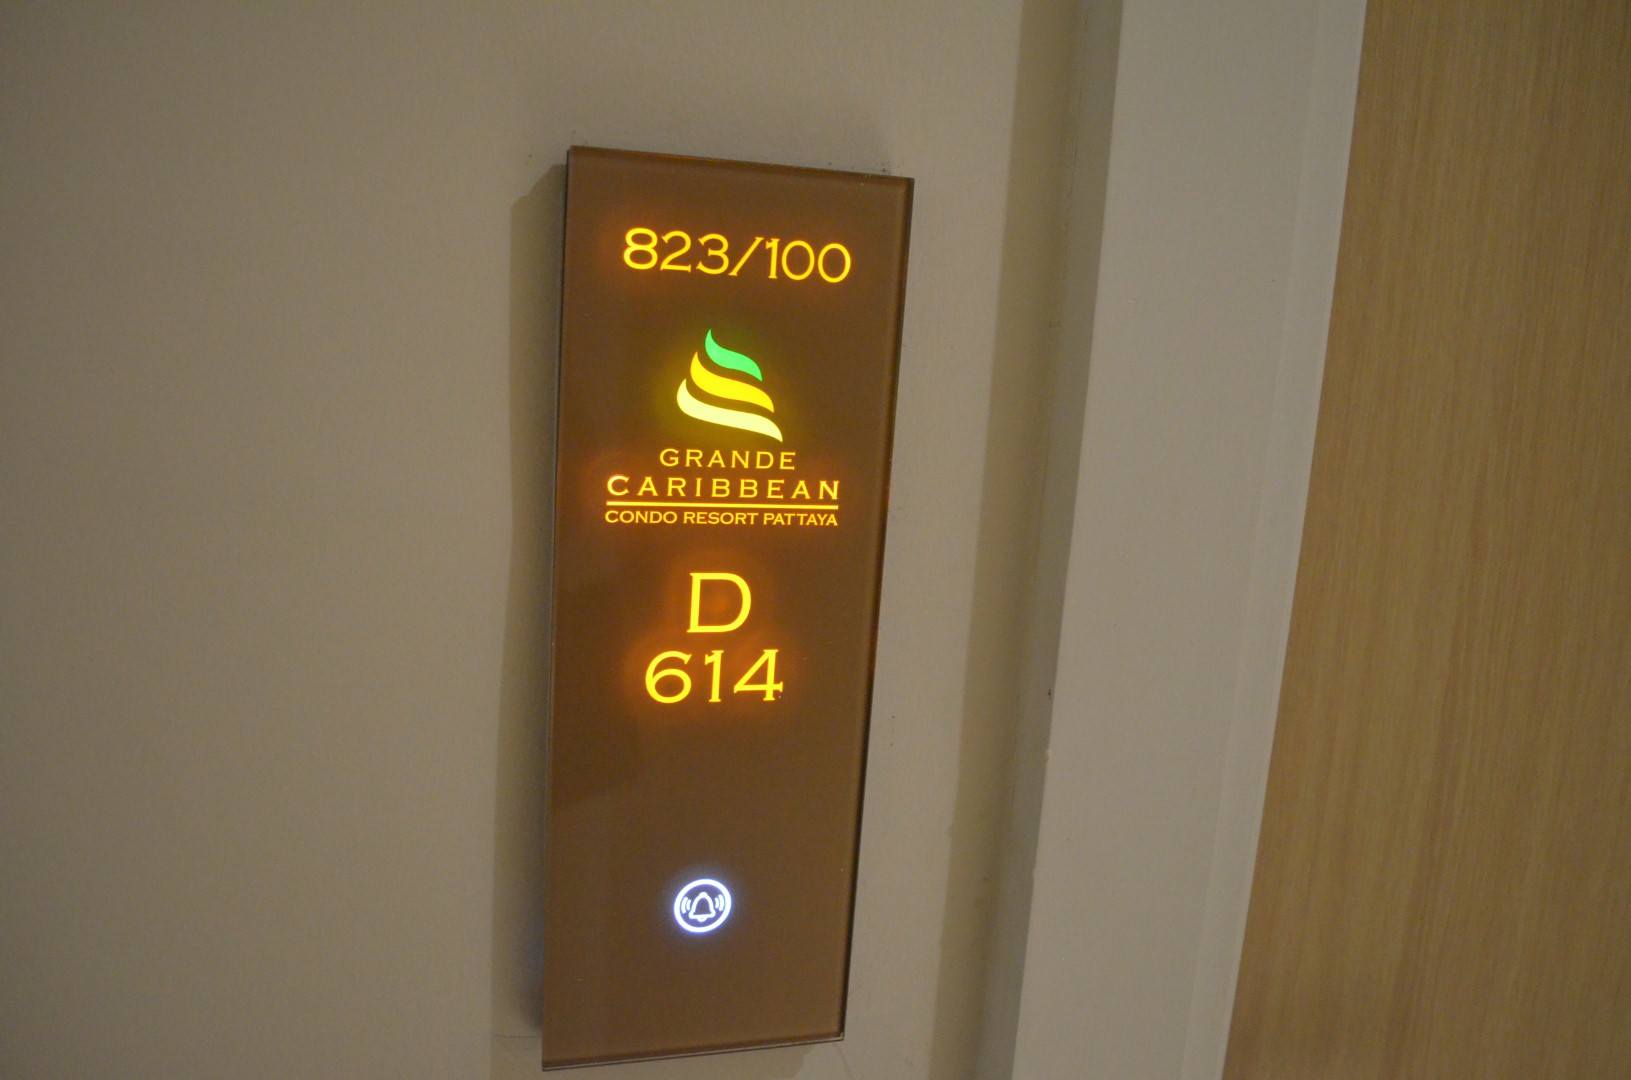 823/100
GRANDE
CARIBBEAN
CONDO RESORT PATTAYA
D
614